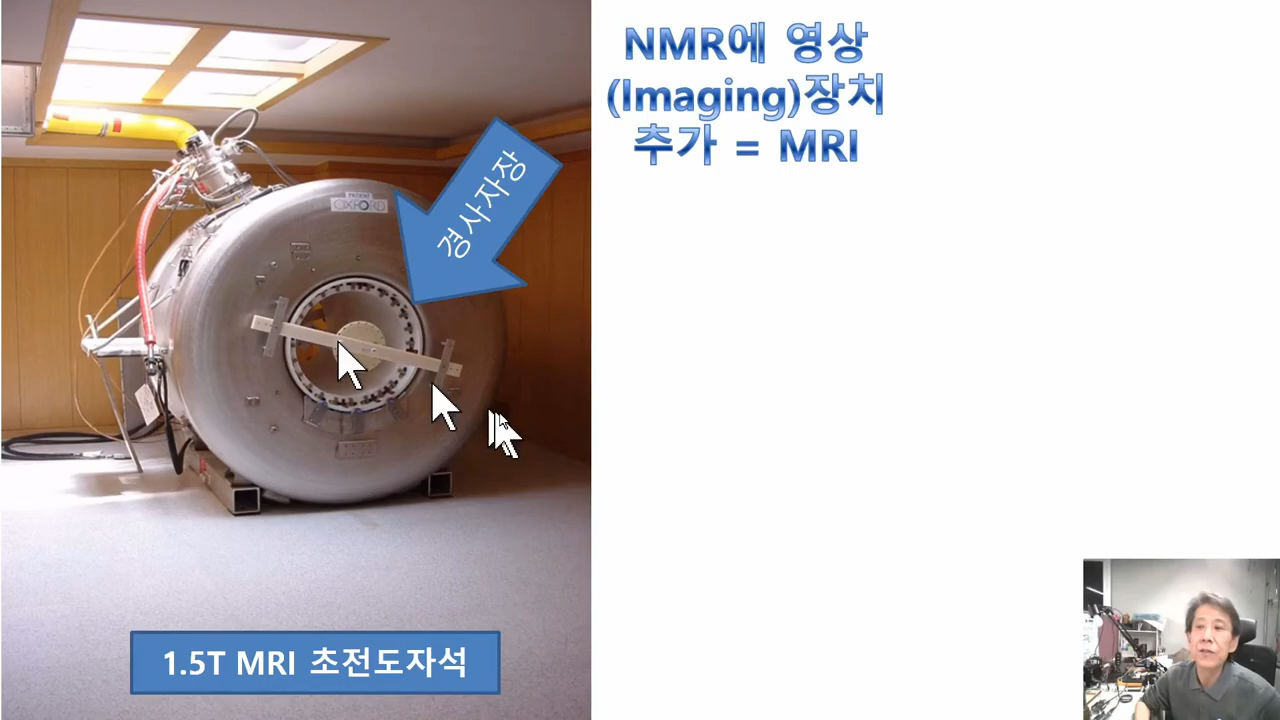 NMR에 영상
(Imaging)장치
추가 = MRI
경사자장
OXFORD
1.5T MRI 초전도자석